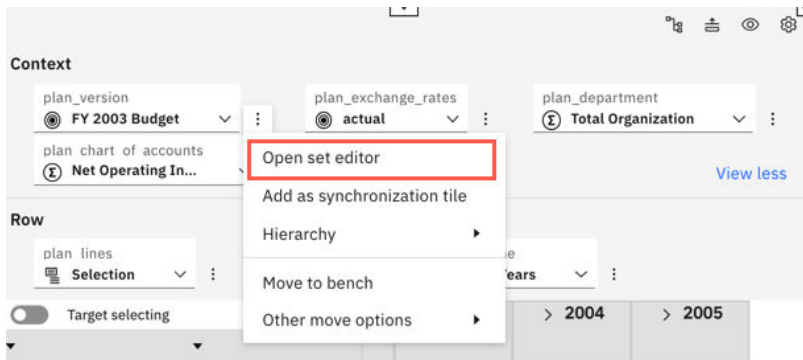 Context
plan_version
FY 2003 Budget
plan_exchange_rates
actual
plan_department
Total Organization
plan chart of accounts
Net Operating In...
Open set editor
View less
Add as synchronization tile
Row
Hierarchy
plan lines
Selection
Move to bench
Target selecting
Other move options
2004
2005